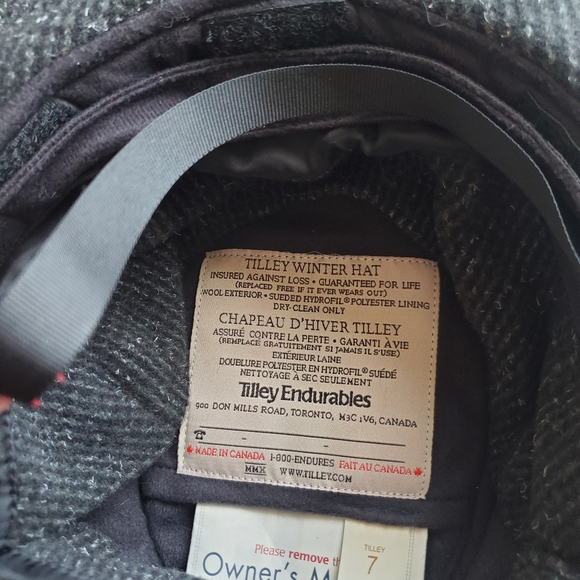 TILLEY WINTER HAT
INSURED AGAINST LOSS • GUARANTEED FOR LIFE
(REPLACED FREE IF IT EVER WEARS OUT)
WOOL EXTERIOR • SUEDED HYDROFIL® POLYESTER LINING
DRY-CLEAN ONLY
CHAPEAU D'HIVER TILLEY
ASSURÉ CONTRE LA PERTE • GARANTI À VIE
(REMPLACÉ GRATUITEMENT SI JAMAIS IL S'USE)
EXTÉRIEUR LAINE
DOUBLURE POLYESTER EN HYDROFIL® SUÉDÉ
NETTOYAGE À SEC SEULEMENT
Tilley Endurables
900 DON MILLS ROAD, TORONTO, M3C 1V6, CANADA
☎ - -
MADE IN CANADA 1-800-ENDURES FAIT AU CANADA
MMX WWW.TILLEY.COM
Please remove th
Owner's M
TILLEY
7